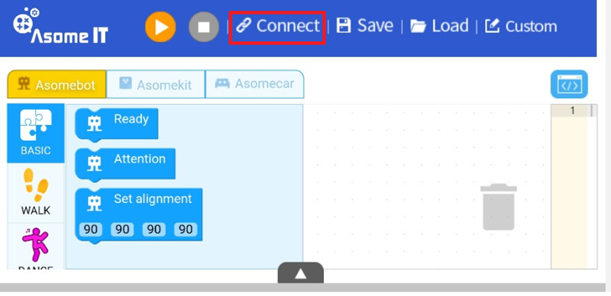 Asome IT
Connect
Save
Load
Custom
Asomebot
Asomekit
Asomecar
</>
1
BASIC
Ready
Attention
Set alignment
90 90 90 90
WALK
DANCE